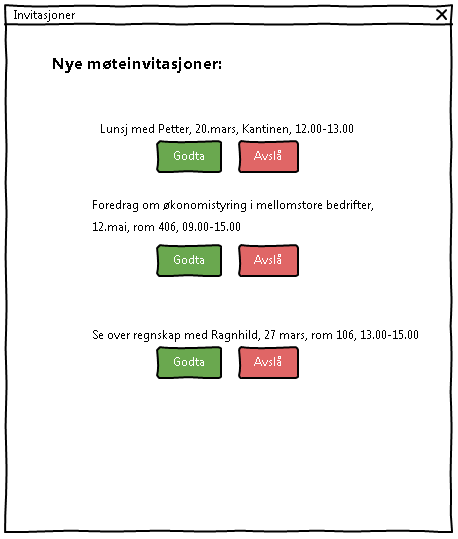 Invitasjoner
Nye møteinvitasjoner:
Lunsj med Petter, 20.mars, Kantinen, 12.00-13.00
Godta Avslå
Foredrag om økonomistyring i mellomstore bedrifter,
12.mai, rom 406, 09.00-15.00
Godta Avslå
Se over regnskap med Ragnhild, 27 mars, rom 106, 13.00-15.00
Godta Avslå